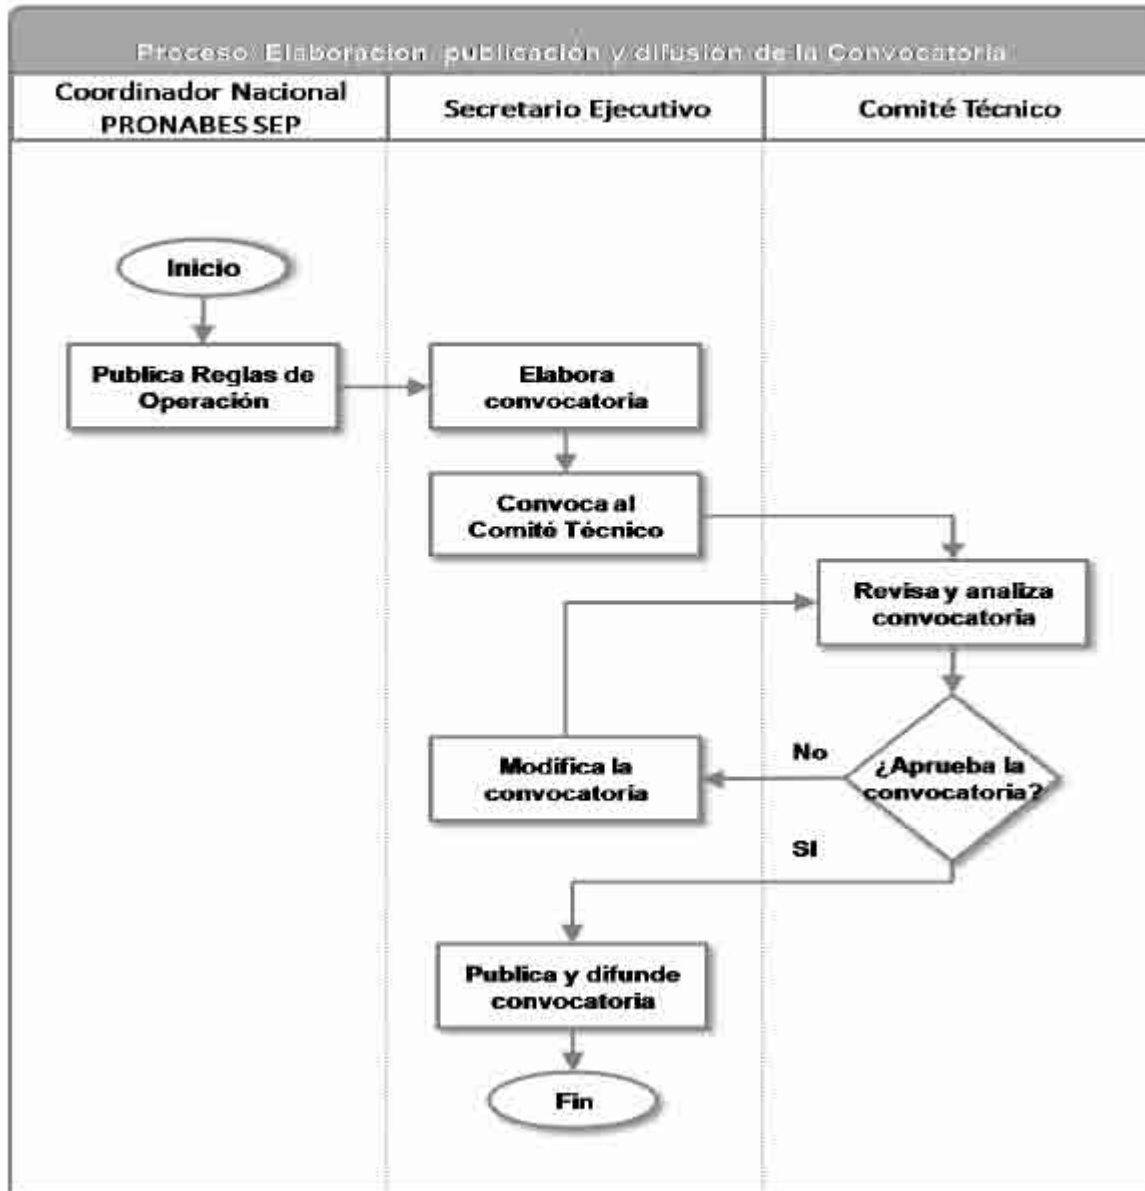 Proceso Elaboración publicación y difusión de la Convocatoria
Coordinador Nacional
PRONABES SEP
Secretario Ejecutivo
Comité Técnico
Inicio
Publica Reglas de
Operación
Elabora
convocatoria
Convoca al
Comité Técnico
Revisa y analiza
convocatoria
¿Aprueba la
convocatoria?
No
Modifica la
convocatoria
SI
Publica y difunde
convocatoria
Fin